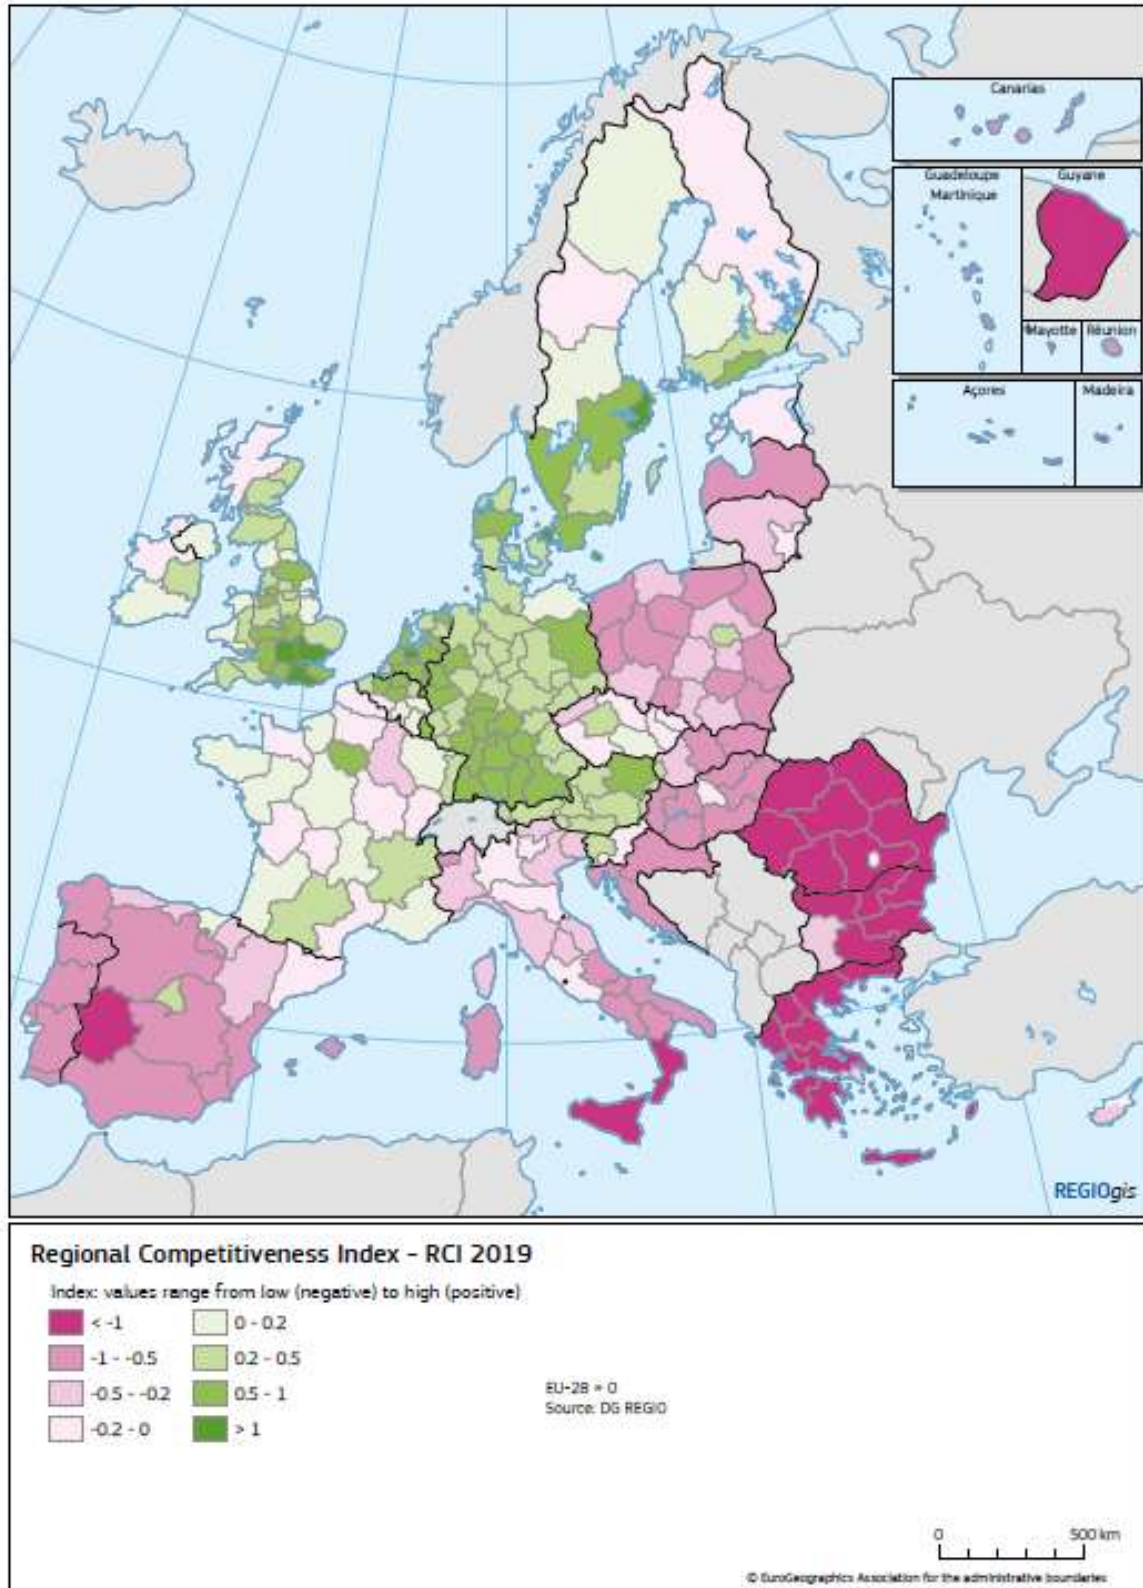 Canarias
Guadeloupe
Martinique
Guyane
Mayotte
Réunion
Açores
Madeira
REGIOgis
Regional Competitiveness Index – RCI 2019
Index: values range from low (negative) to high (positive)
< -1
-1 - -0.5
-0.5 - -0.2
-0.2 - 0
0 - 0.2
0.2 - 0.5
0.5 - 1
> 1
EU-28 = 0
Source: DG REGIO
0
500 km
© EuroGeographics Association for the administrative boundaries